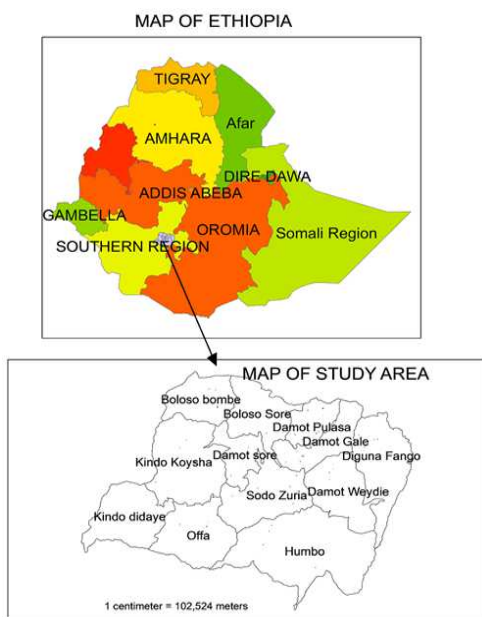 MAP OF ETHIOPIA
TIGRAY
Afar
AMHARA
DIRE DAWA
ADDIS ABEBA
GAMBELLA
OROMIA
Somali Region
SOUTHERN REGION
MAP OF STUDY AREA
Boloso bombe
Boloso Sore
Damot Pulasa
Damot Gale
Diguna Fango
Damot sore
Kindo Koysha
Sodo Zuria
Damot Weydie
Kindo didaye
Offa
Humbo
1 centimeter = 102,524 meters